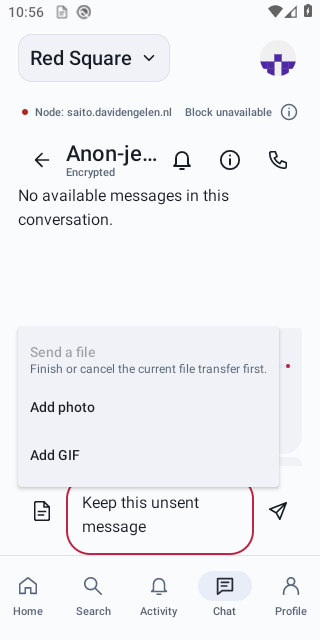 10:56
Red Square
Node: saito.davidengelen.nl Block unavailable
Anon-je...
Encrypted
No available messages in this
conversation.
Send a file
Finish or cancel the current file transfer first.
Add photo
Add GIF
Keep this unsent
message
Home Search Activity Chat Profile